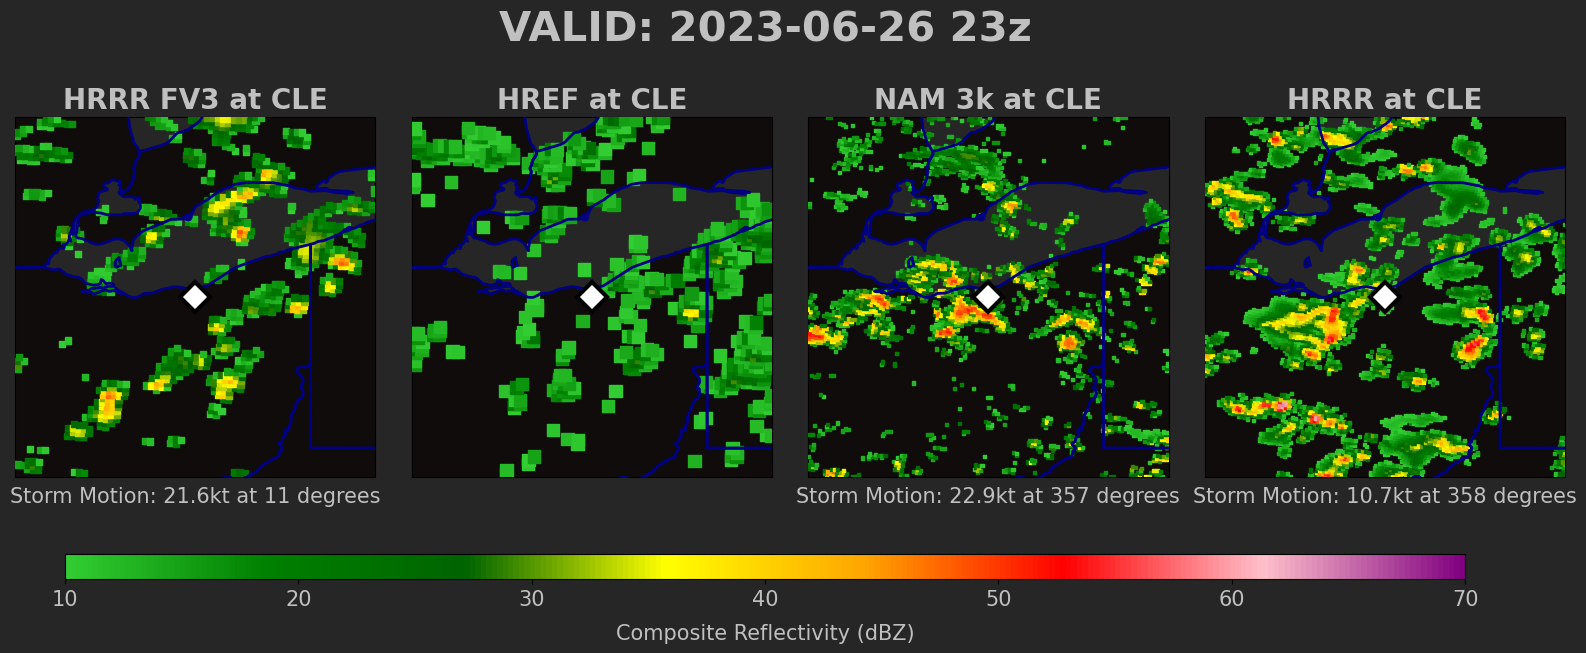 VALID: 2023-06-26 23z
HRRR FV3 at CLE
HREF at CLE
NAM 3k at CLE
HRRR at CLE
Storm Motion: 21.6kt at 11 degrees
Storm Motion: 22.9kt at 357 degrees
Storm Motion: 10.7kt at 358 degrees
10 20 30 40 50 60 70
Composite Reflectivity (dBZ)